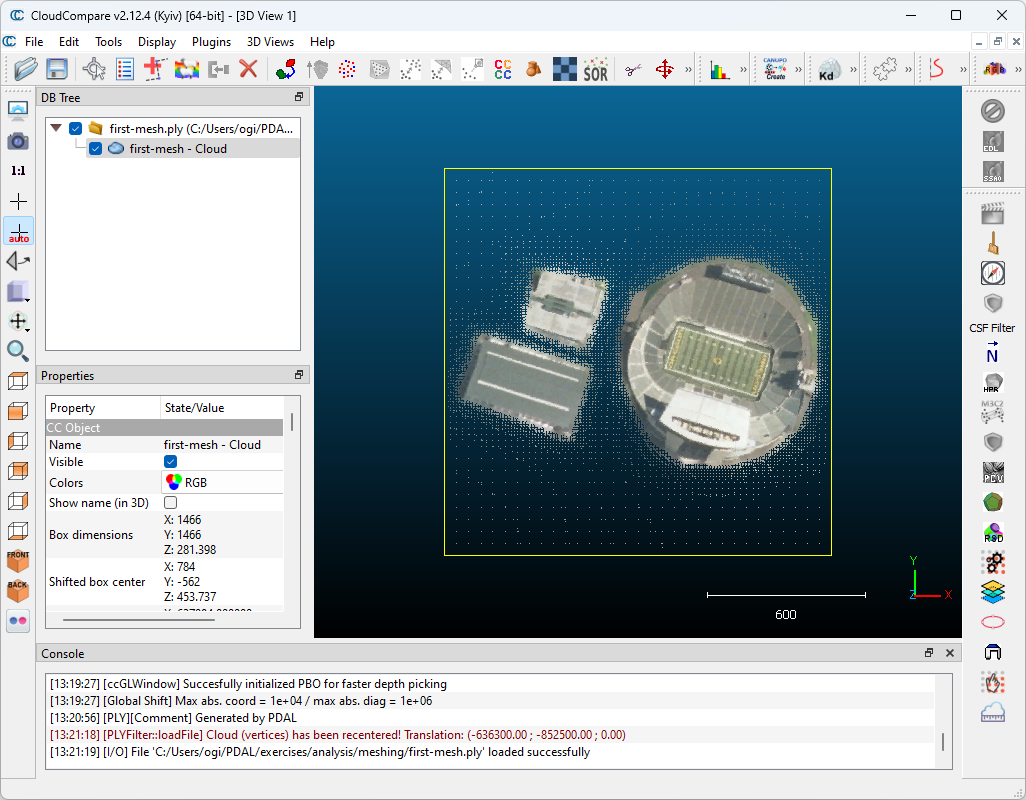 CloudCompare v2.12.4 (Kyiv) [64-bit] - [3D View 1]
File Edit Tools Display Plugins 3D Views Help
CC
CC
SOR
CANUPO
Create
Kd
DB Tree
first-mesh.ply (C:/Users/ogi/PDA...
first-mesh - Cloud
1:1
auto
FRONT
BACK
Properties
Property State/Value
CC Object
Name first-mesh - Cloud
Visible
Colors RGB
Show name (in 3D)
Box dimensions
X: 1466
Y: 1466
Z: 281.398
Shifted box center
X: 784
Y: -562
Z: 453.737
Y
Z X
600
EDL
SSAO
CSF Filter
N
HPR
M3C2
PCV
RSD
Console
[13:19:27] [ccGLWindow] Succesfully initialized PBO for faster depth picking
[13:19:27] [Global Shift] Max abs. coord = 1e+04 / max abs. diag = 1e+06
[13:20:56] [PLY][Comment] Generated by PDAL
[13:21:18] [PLYFilter::loadFile] Cloud (vertices) has been recentered! Translation: (-636300.00 ; -852500.00 ; 0.00)
[13:21:19] [I/O] File 'C:/Users/ogi/PDAL/exercises/analysis/meshing/first-mesh.ply' loaded successfully